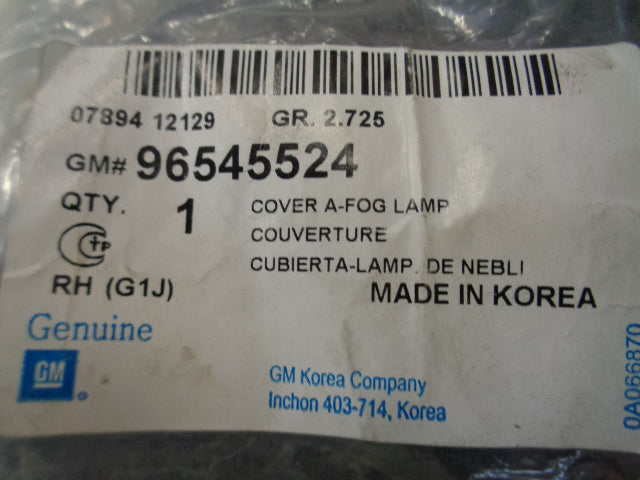 07894 12129 GR. 2.725
GM# 96545524
QTY. 1 COVER A-FOG LAMP
COUVERTURE
CUBIERTA-LAMP. DE NEBLI
RH (G1J) MADE IN KOREA
Genuine
GM ®
GM Korea Company
Inchon 403-714, Korea
0A066870